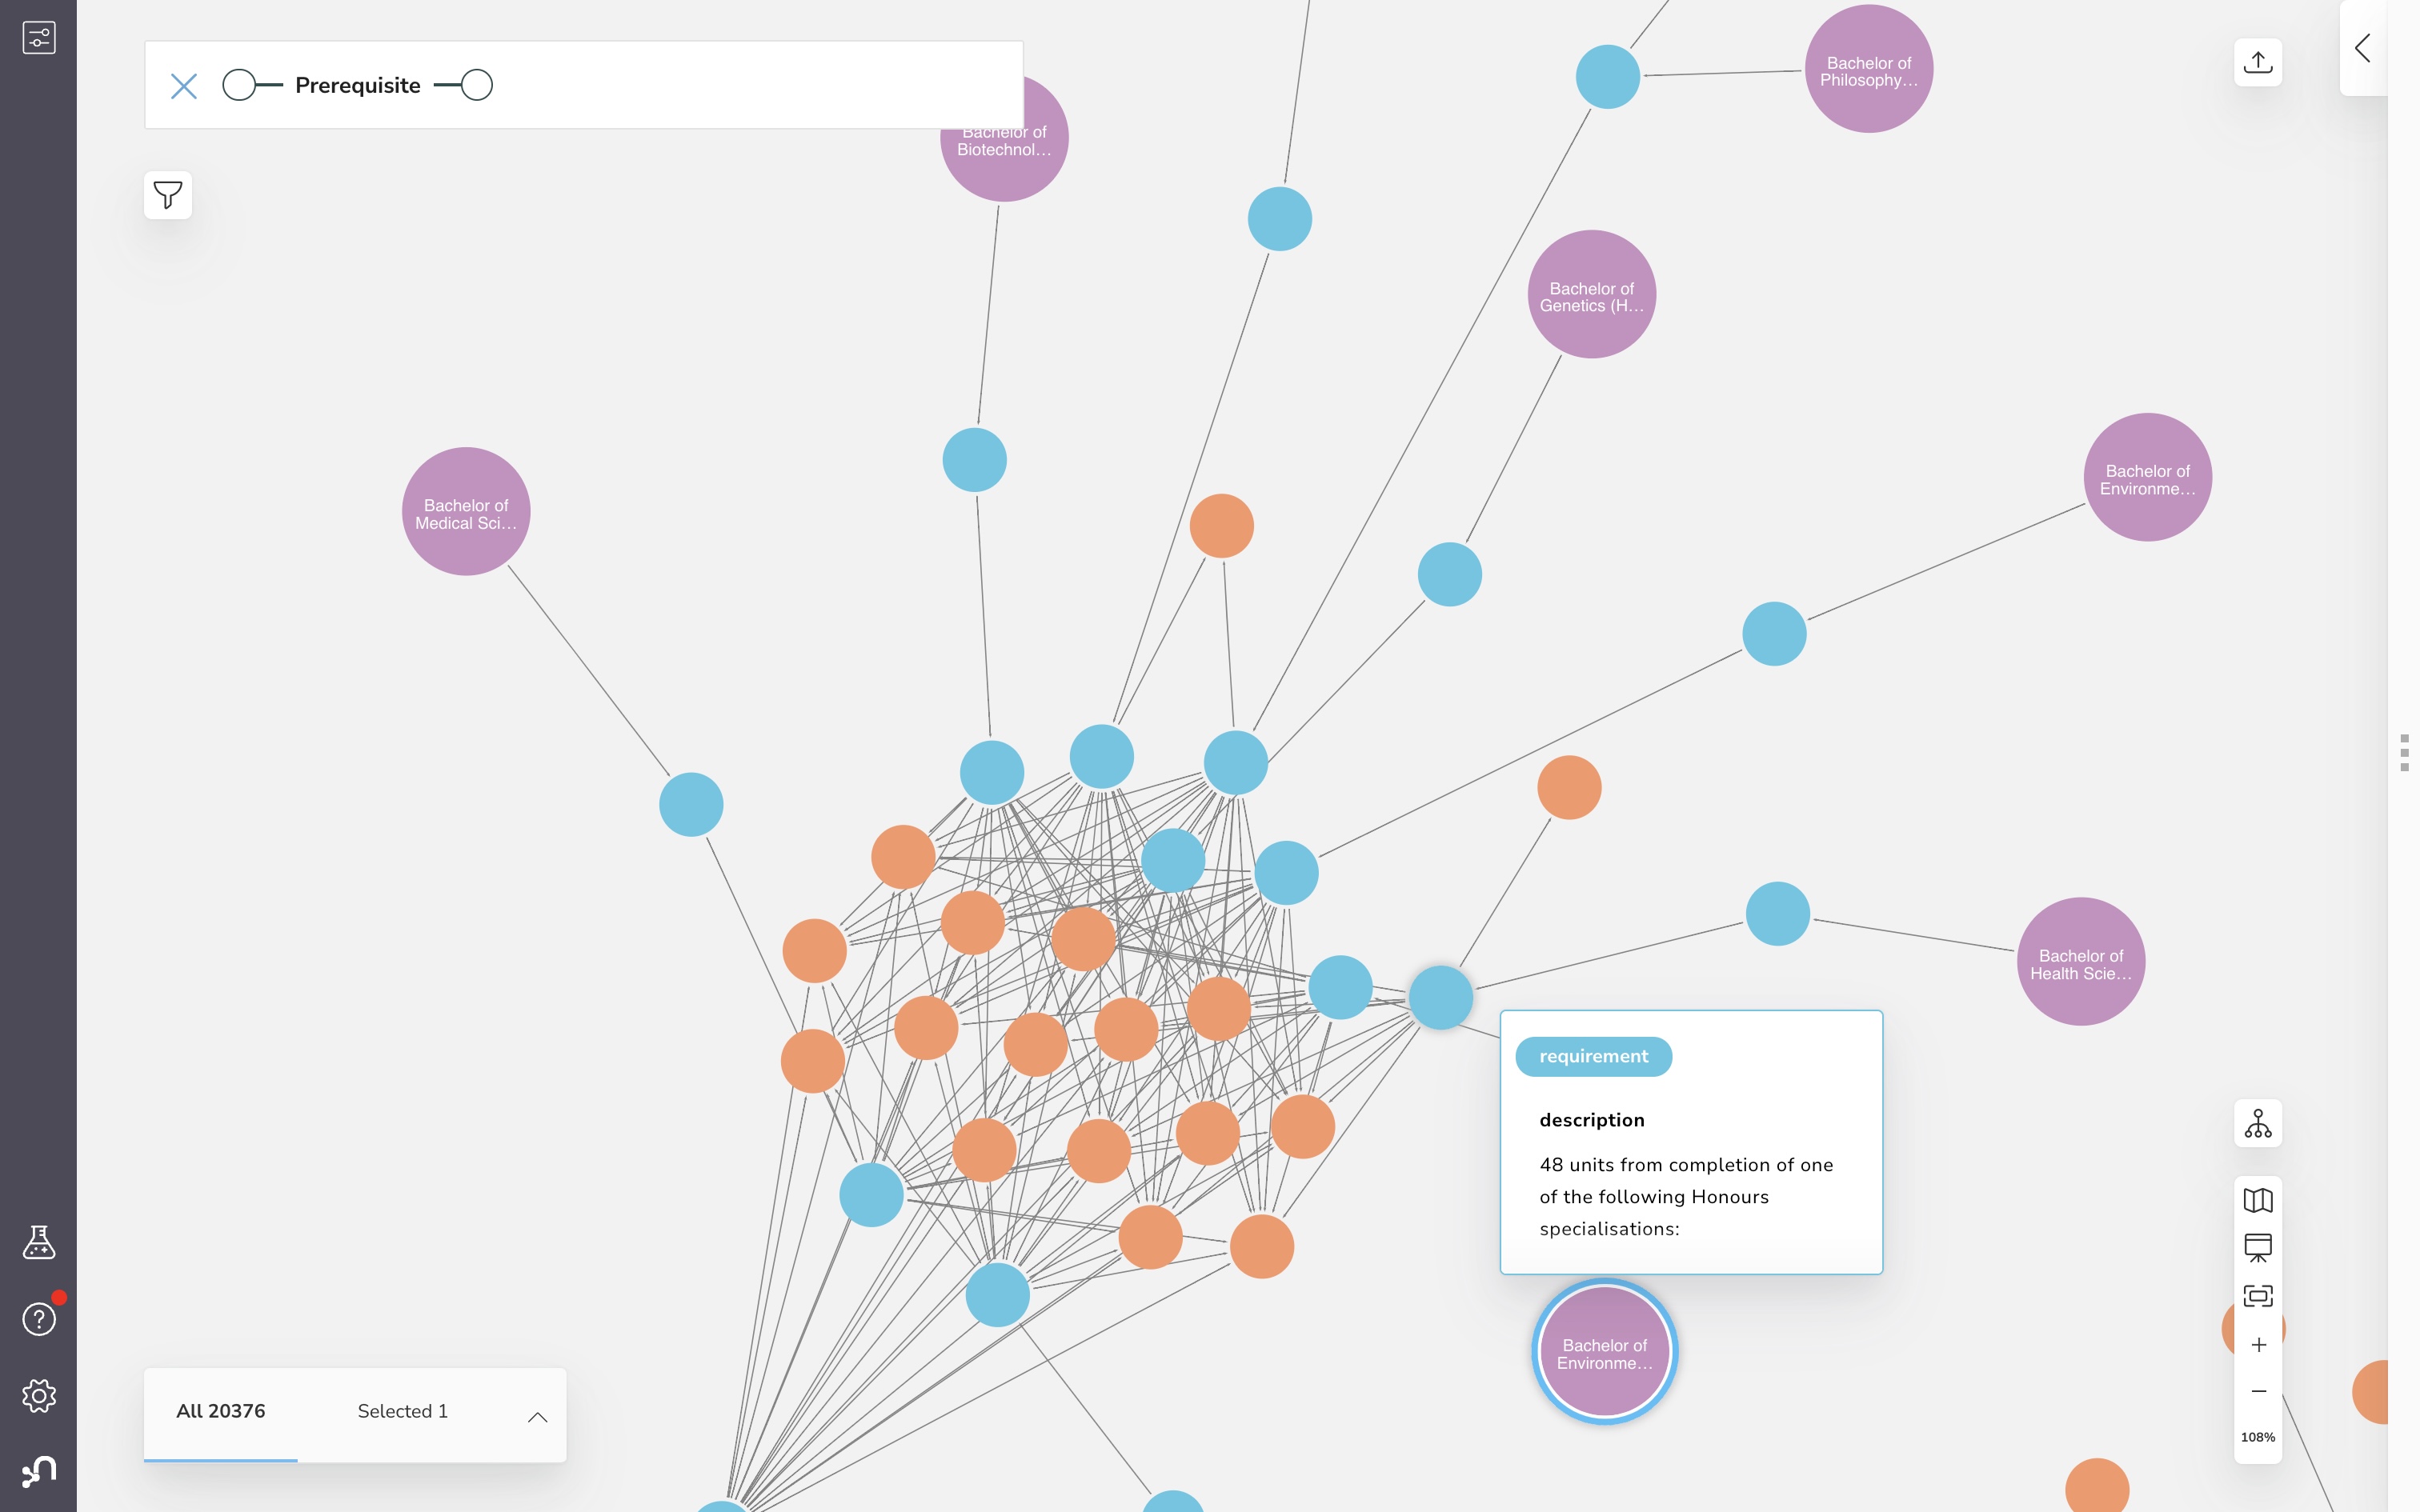 Prerequisite
Bachelor of
Philosophy…
Bachelor of
Biotechnol…
Bachelor of
Genetics (H…
Bachelor of
Environme…
Bachelor of
Medical Sci…
Bachelor of
Health Scie…
requirement
description
48 units from completion of one
of the following Honours
specialisations:
Bachelor of
Environme…
All 20376 Selected 1
108%